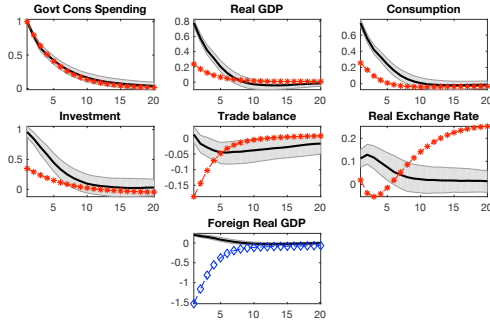 Govt Cons Spending
1
0.5
0
5 10 15 20
Real GDP
0.8
0.6
0.4
0.2
0
5 10 15 20
Consumption
0.6
0.4
0.2
0
5 10 15 20
Investment
1
0.5
0
5 10 15 20
Trade balance
0
-0.05
-0.1
-0.15
5 10 15 20
Real Exchange Rate
0.2
0.1
0
5 10 15 20
Foreign Real GDP
0
-0.5
-1
-1.5
5 10 15 20